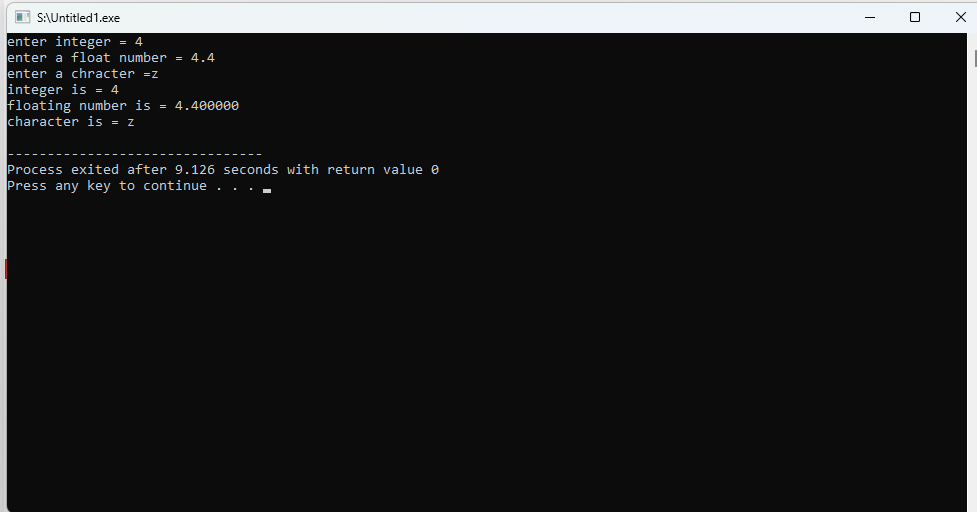 S:\Untitled1.exe
enter integer = 4
enter a float number = 4.4
enter a chracter =z
integer is = 4
floating number is = 4.400000
character is = z
--------------------------------
Process exited after 9.126 seconds with return value 0
Press any key to continue . . .